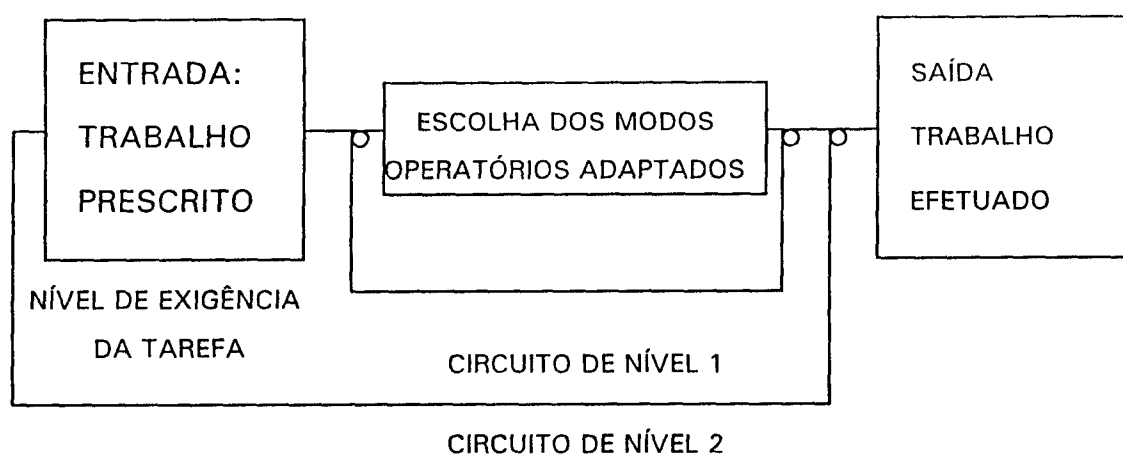 ENTRADA:
TRABALHO
PRESCRITO
ESCOLHA DOS MODOS
OPERATÓRIOS ADAPTADOS
SAÍDA
TRABALHO
EFETUADO
NÍVEL DE EXIGÊNCIA
DA TAREFA
CIRCUITO DE NÍVEL 1
CIRCUITO DE NÍVEL 2